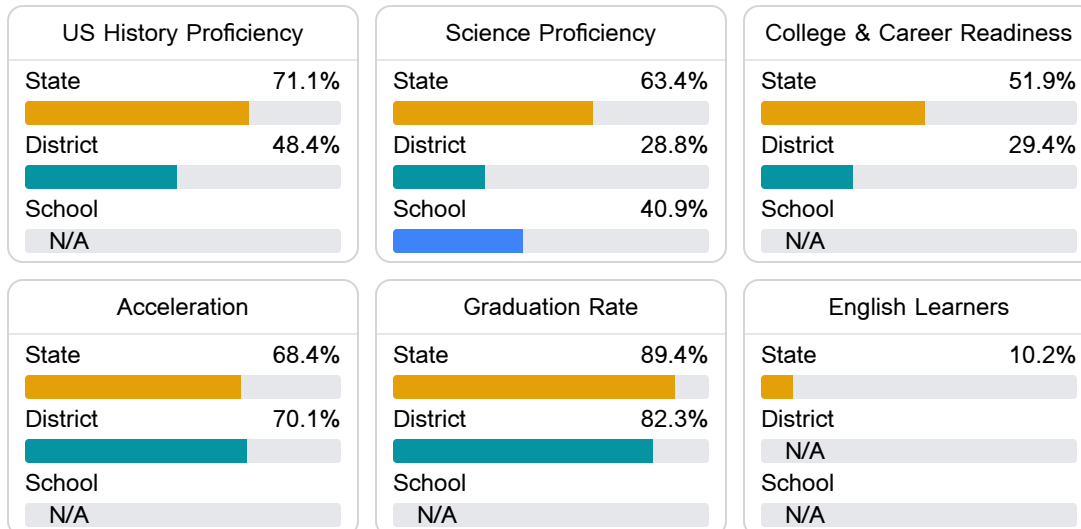 US History Proficiency
State 71.1%
District 48.4%
School
N/A
Science Proficiency
State 63.4%
District 28.8%
School 40.9%
College & Career Readiness
State 51.9%
District 29.4%
School
N/A
Acceleration
State 68.4%
District 70.1%
School
N/A
Graduation Rate
State 89.4%
District 82.3%
School
N/A
English Learners
State 10.2%
District
N/A
School
N/A